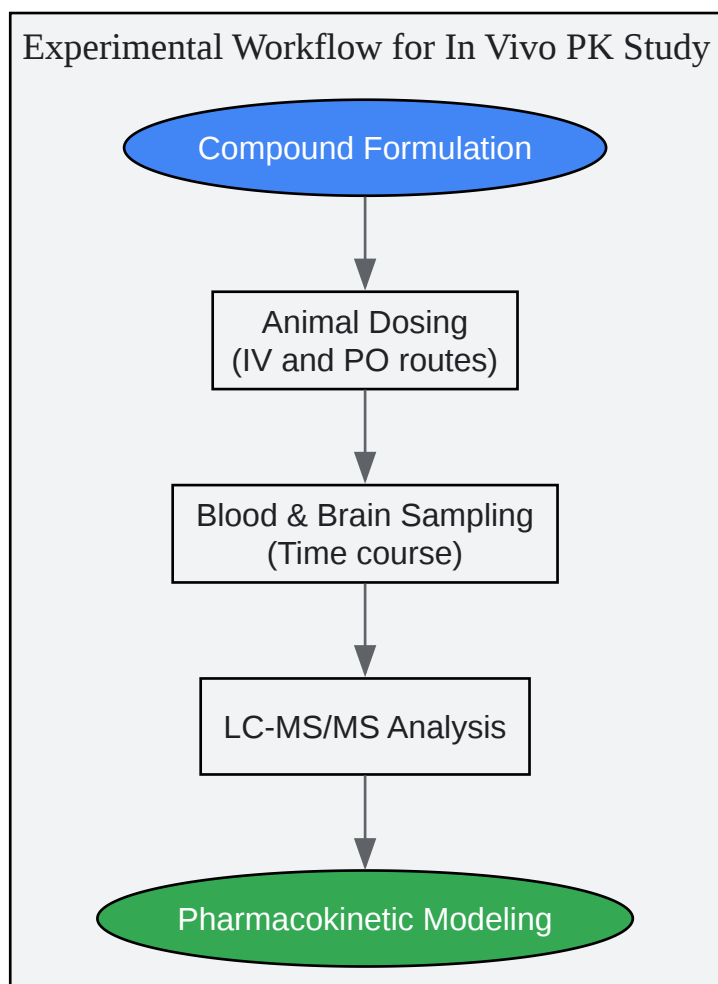 Experimental Workflow for In Vivo PK Study
Compound Formulation
Animal Dosing
(IV and PO routes)
Blood & Brain Sampling
(Time course)
LC-MS/MS Analysis
Pharmacokinetic Modeling